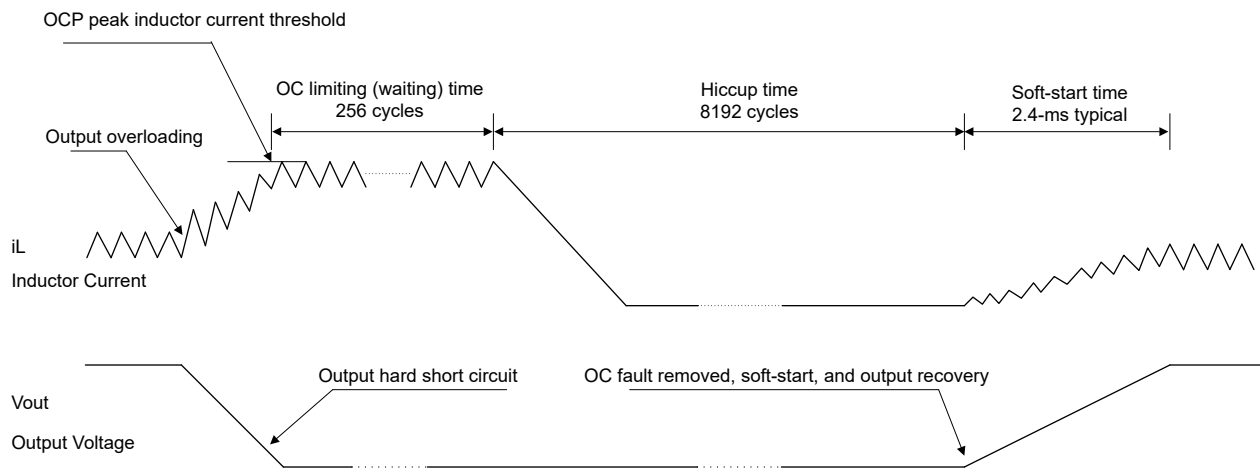 OCP peak inductor current threshold
OC limiting (waiting) time
256 cycles
Hiccup time
8192 cycles
Soft-start time
2.4-ms typical
Output overloading
iL
Inductor Current
Output hard short circuit
OC fault removed, soft-start, and output recovery
Vout
Output Voltage